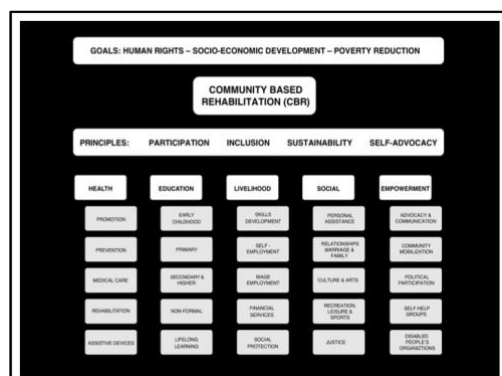 GOALS: HUMAN RIGHTS – SOCIO-ECONOMIC DEVELOPMENT – POVERTY REDUCTION
COMMUNITY BASED
REHABILITATION (CBR)
PRINCIPLES: PARTICIPATION INCLUSION SUSTAINABILITY SELF-ADVOCACY
HEALTH
PROMOTION
PREVENTION
MEDICAL CARE
REHABILITATION
ASSISTIVE DEVICES
EDUCATION
EARLY
CHILDHOOD
PRIMARY
SECONDARY &
HIGHER
NON-FORMAL
LIFELONG
LEARNING
LIVELIHOOD
SKILLS
DEVELOPMENT
SELF -
EMPLOYMENT
WAGE
EMPLOYMENT
FINANCIAL
SERVICES
SOCIAL
PROTECTION
SOCIAL
PERSONAL
ASSISTANCE
RELATIONSHIPS
MARRIAGE &
FAMILY
CULTURE & ARTS
RECREATION,
LEISURE &
SPORTS
JUSTICE
EMPOWERMENT
ADVOCACY &
COMMUNICATION
COMMUNITY
MOBILIZATION
POLITICAL
PARTICIPATION
SELF-HELP
GROUPS
DISABLED
PEOPLE'S
ORGANIZTIONS